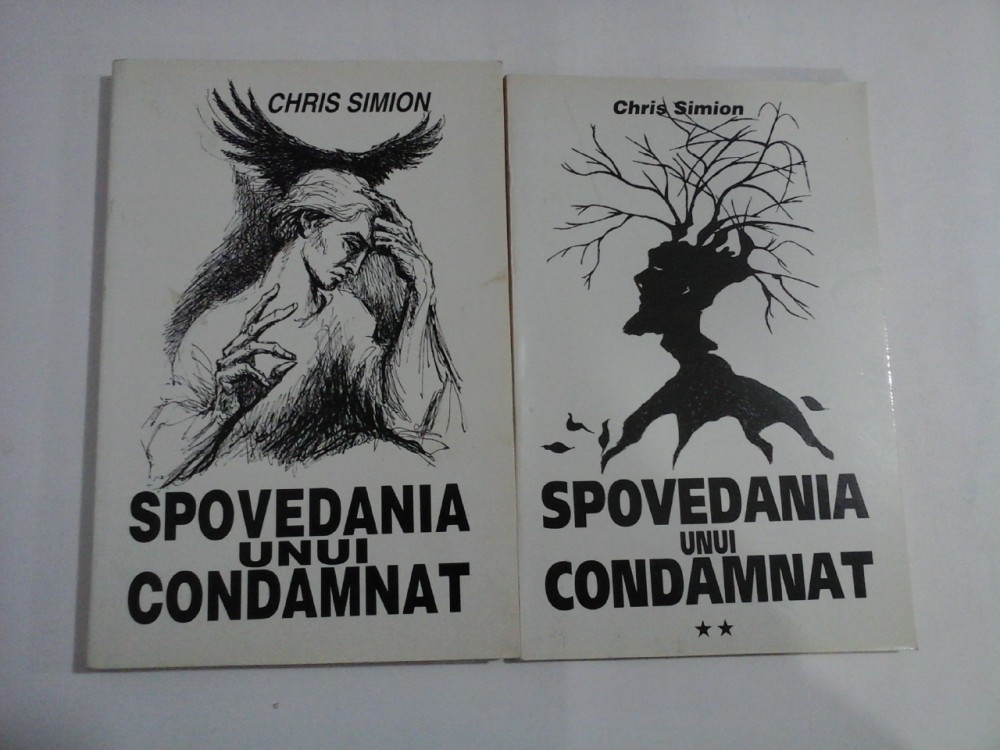 CHRIS SIMION
SPOVEDANIA
UNUI
CONDAMNAT
Chris Simion
SPOVEDANIA
UNUI
CONDAMNAT
★★